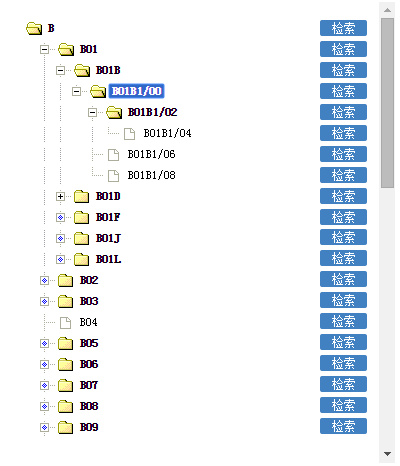 B 检索
B01 检索
B01B 检索
B01B1/00 检索
B01B1/02 检索
B01B1/04 检索
B01B1/06 检索
B01B1/08 检索
B01D 检索
B01F 检索
B01J 检索
B01L 检索
B02 检索
B03 检索
B04 检索
B05 检索
B06 检索
B07 检索
B08 检索
B09 检索